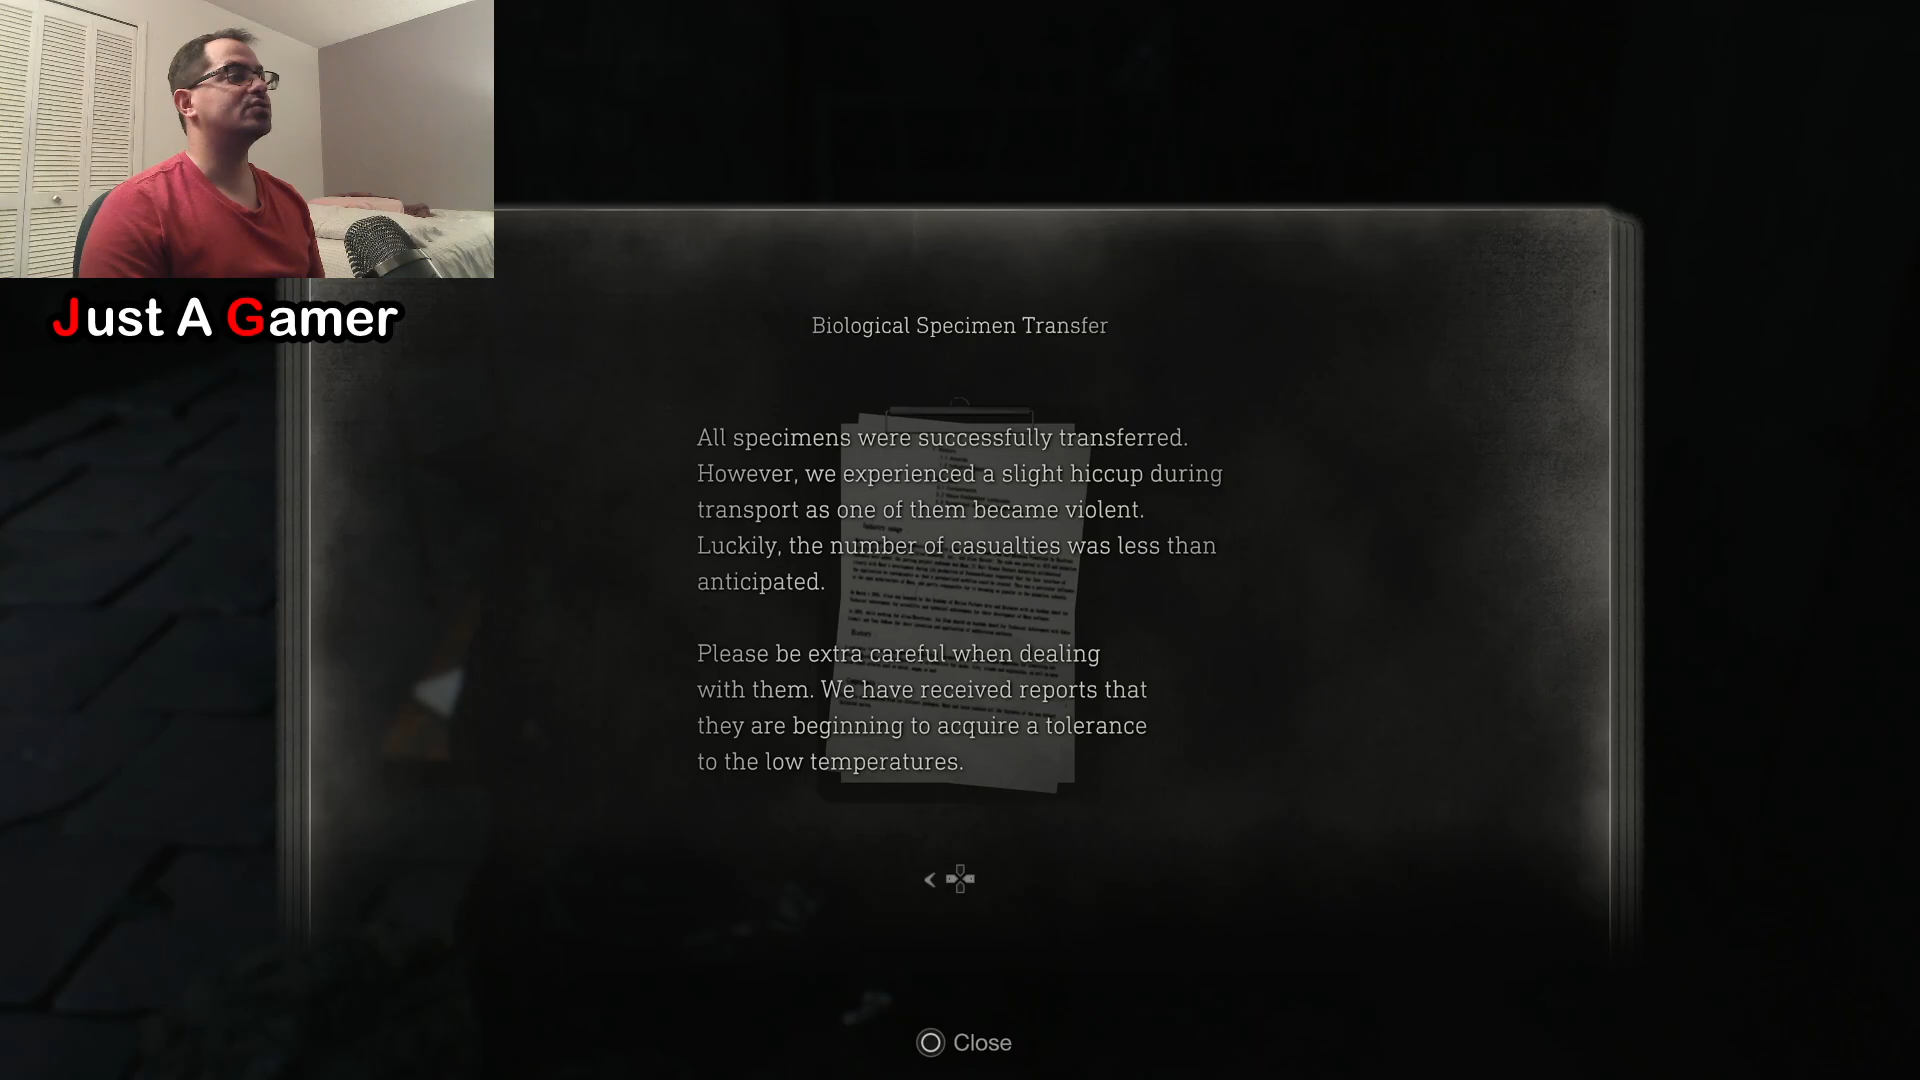 Just A Gamer
Biological Specimen Transfer
All specimens were successfully transferred.
However, we experienced a slight hiccup during
transport as one of them became violent.
Luckily, the number of casualties was less than
anticipated.
Please be extra careful when dealing
with them. We have received reports that
they are beginning to acquire a tolerance
to the low temperatures.
<
Close